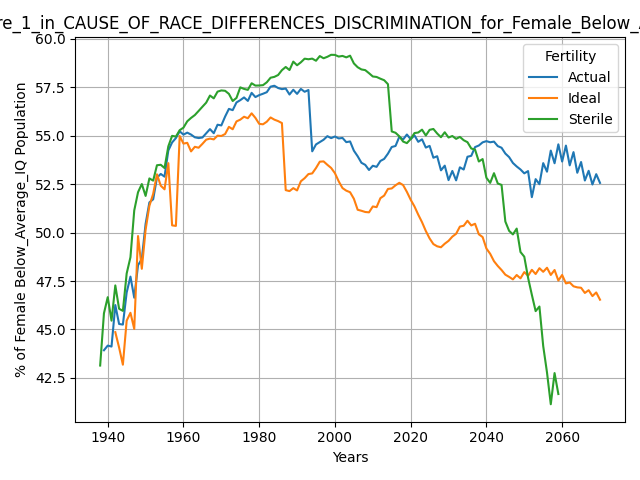 re_1_in_CAUSE_OF_RACE_DIFFERENCES_DISCRIMINATION_for_Female_Below_
Fertility
Actual
Ideal
Sterile
% of Female Below_Average_IQ Population
60.0
57.5
55.0
52.5
50.0
47.5
45.0
42.5
1940
1960
1980
2000
2020
2040
2060
Years